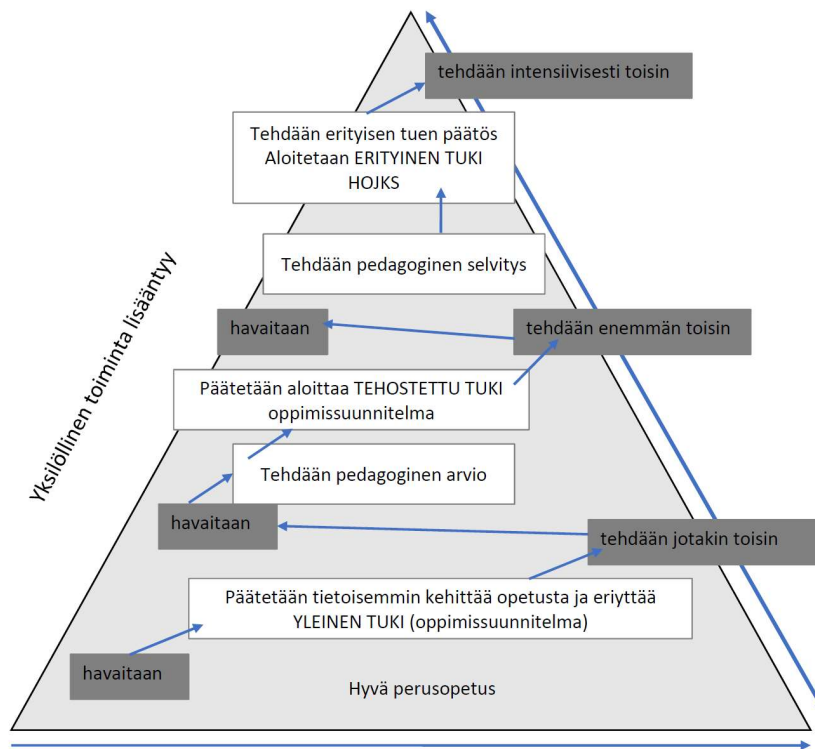 tehdään intensiivisesti toisin
Tehdään erityisen tuen päätös
Aloitetaan ERITYINEN TUKI
HOJKS
Tehdään pedagoginen selvitys
Yksilöllinen toiminta lisääntyy
havaitaan
tehdään enemmän toisin
Päätetään aloittaa TEHOSTETTU TUKI
oppimissuunnitelma
Tehdään pedagoginen arvio
havaitaan
tehdään jotakin toisin
Päätetään tietoisemmin kehittää opetusta ja eriyttää
YLEINEN TUKI (oppimissuunnitelma)
havaitaan
Hyvä perusopetus